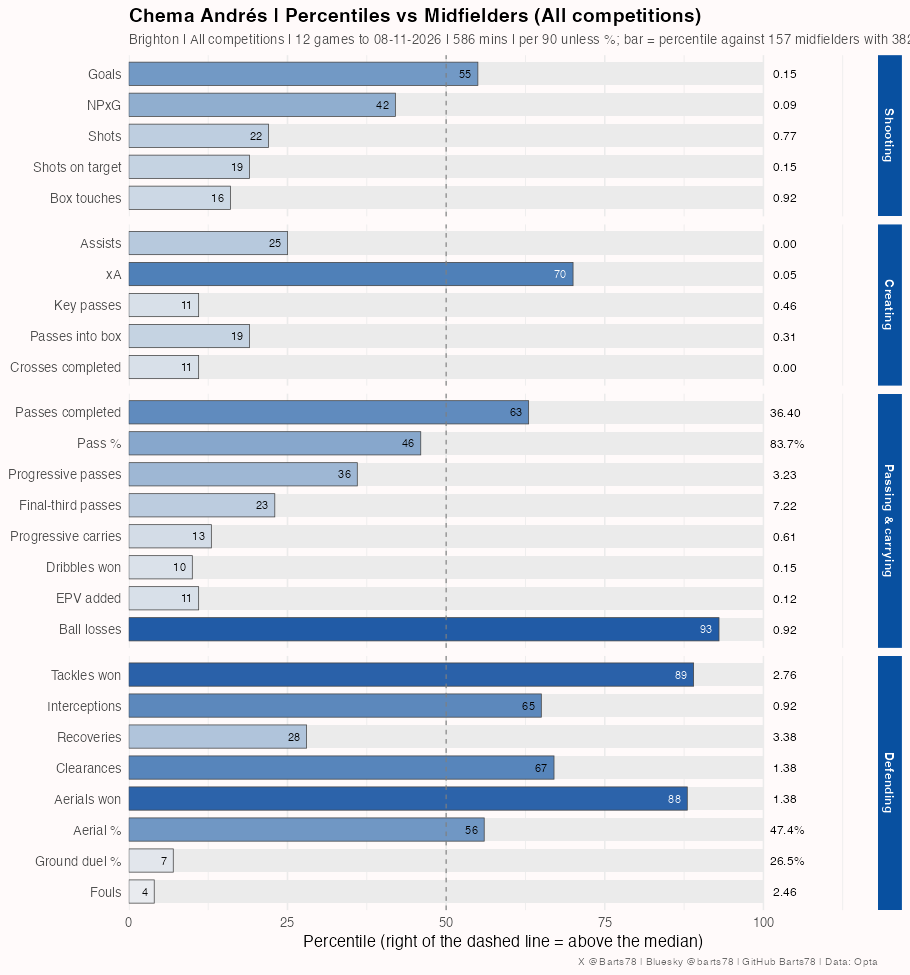 Chema Andrés | Percentiles vs Midfielders (All competitions)
Brighton | All competitions | 12 games to 08-11-2026 | 586 mins | per 90 unless %; bar = percentile against 157 midfielders with 382
Goals 55 0.15
NPxG 42 0.09
Shots 22 0.77
Shots on target 19 0.15
Box touches 16 0.92
Shooting
Assists 25 0.00
xA 70 0.05
Key passes 11 0.46
Passes into box 19 0.31
Crosses completed 11 0.00
Creating
Passes completed 63 36.40
Pass % 46 83.7%
Progressive passes 36 3.23
Final-third passes 23 7.22
Progressive carries 13 0.61
Dribbles won 10 0.15
EPV added 11 0.12
Ball losses 93 0.92
Passing & carrying
Tackles won 89 2.76
Interceptions 65 0.92
Recoveries 28 3.38
Clearances 67 1.38
Aerials won 88 1.38
Aerial % 56 47.4%
Ground duel % 7 26.5%
Fouls 4 2.46
Defending
0 25 50 75 100
Percentile (right of the dashed line = above the median)
X @Barts78 | Bluesky @barts78 | GitHub Barts78 | Data: Opta